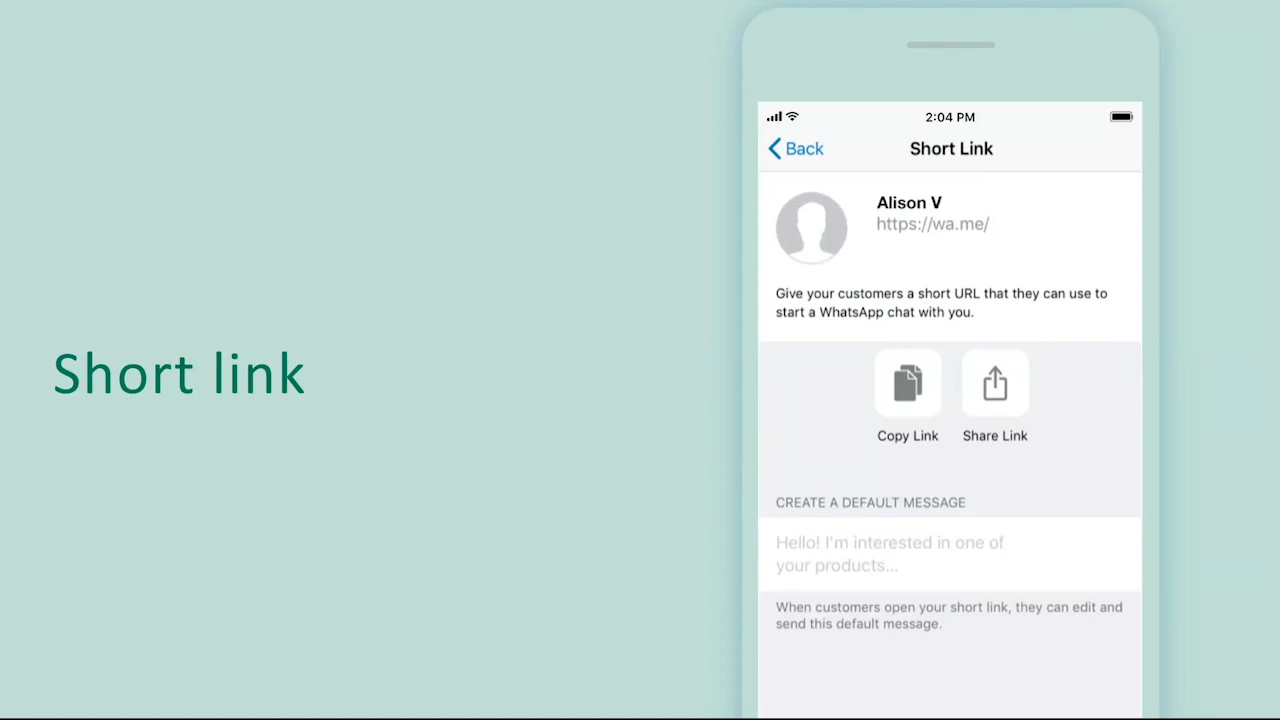 Short link
2:04 PM
Back
Short Link
Alison V
https://wa.me/
Give your customers a short URL that they can use to
start a WhatsApp chat with you.
Copy Link
Share Link
CREATE A DEFAULT MESSAGE
Hello! I'm interested in one of
your products...
When customers open your short link, they can edit and
send this default message.